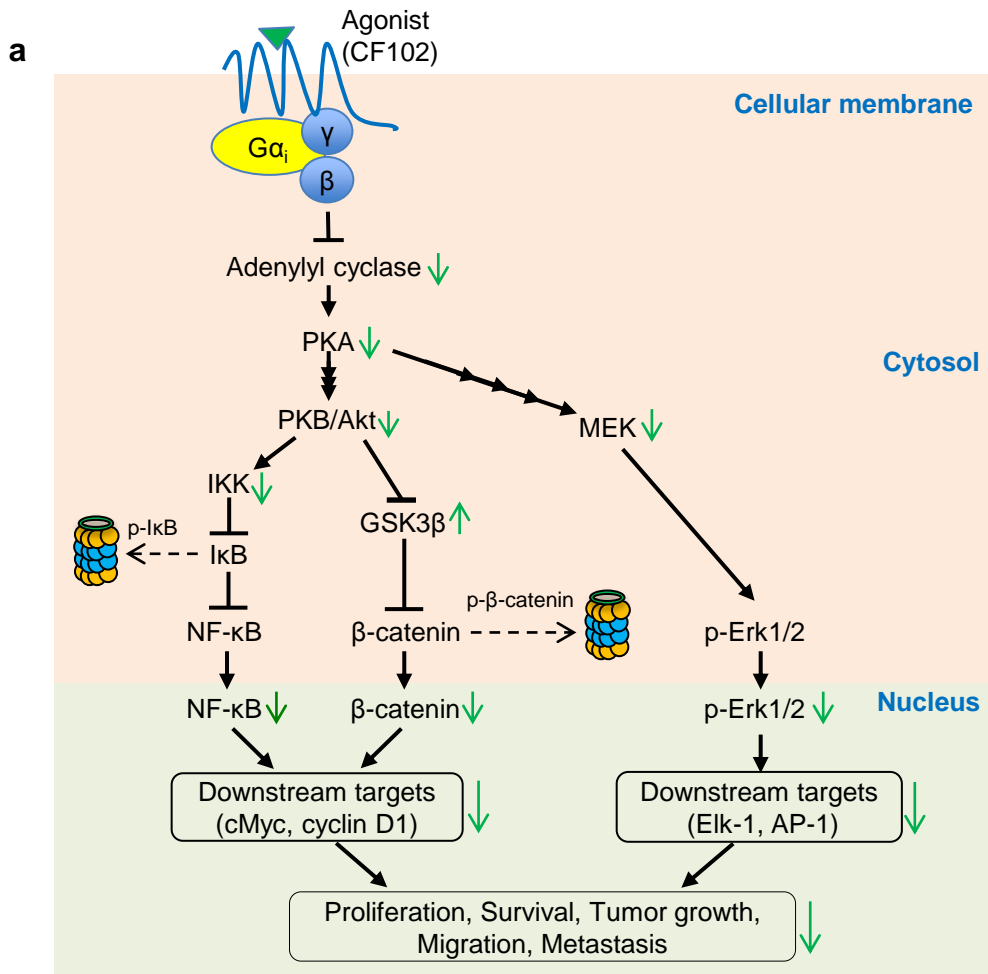 a
Agonist
(CF102)
Cellular membrane
γ
Gαi
β
Adenylyl cyclase
PKA
Cytosol
PKB/Akt
MEK
IKK
GSK3β
p-IκB
IκB
p-β-catenin
NF-κB
β-catenin
p-Erk1/2
NF-κB
β-catenin
p-Erk1/2
Nucleus
Downstream targets
(cMyc, cyclin D1)
Downstream targets
(Elk-1, AP-1)
Proliferation, Survival, Tumor growth,
Migration, Metastasis